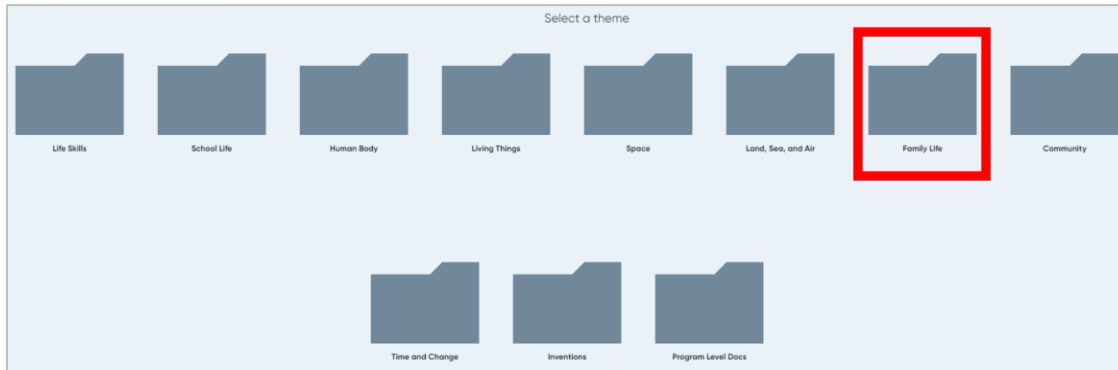 Select a theme
Life Skills
School Life
Human Body
Living Things
Space
Land, Sea, and Air
Family Life
Community
Time and Change
Inventions
Program Level Docs